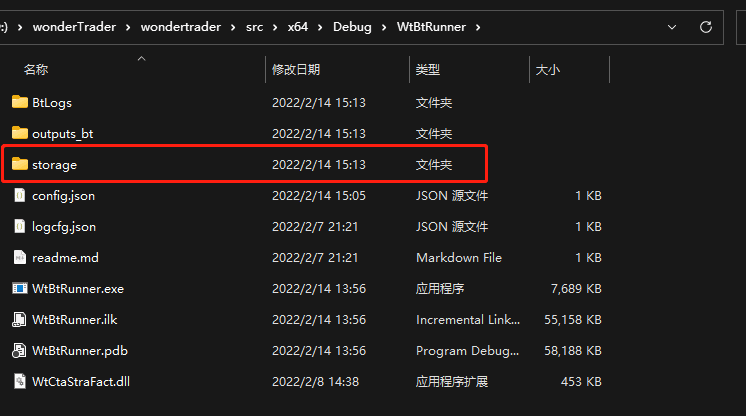 :) > wonderTrader > wondertrader > src > x64 > Debug > WtBtRunner >
名称 修改日期 类型 大小
BtLogs 2022/2/14 15:13 文件夹
outputs_bt 2022/2/14 15:13 文件夹
storage 2022/2/14 15:13 文件夹
config.json 2022/2/14 15:05 JSON 源文件 1 KB
logcfg.json 2022/2/7 21:21 JSON 源文件 1 KB
readme.md 2022/2/7 21:21 Markdown File 1 KB
WtBtRunner.exe 2022/2/14 13:56 应用程序 7,689 KB
WtBtRunner.ilk 2022/2/14 13:56 Incremental Link... 55,158 KB
WtBtRunner.pdb 2022/2/14 13:56 Program Debug... 58,188 KB
WtCtaStraFact.dll 2022/2/8 14:38 应用程序扩展 453 KB